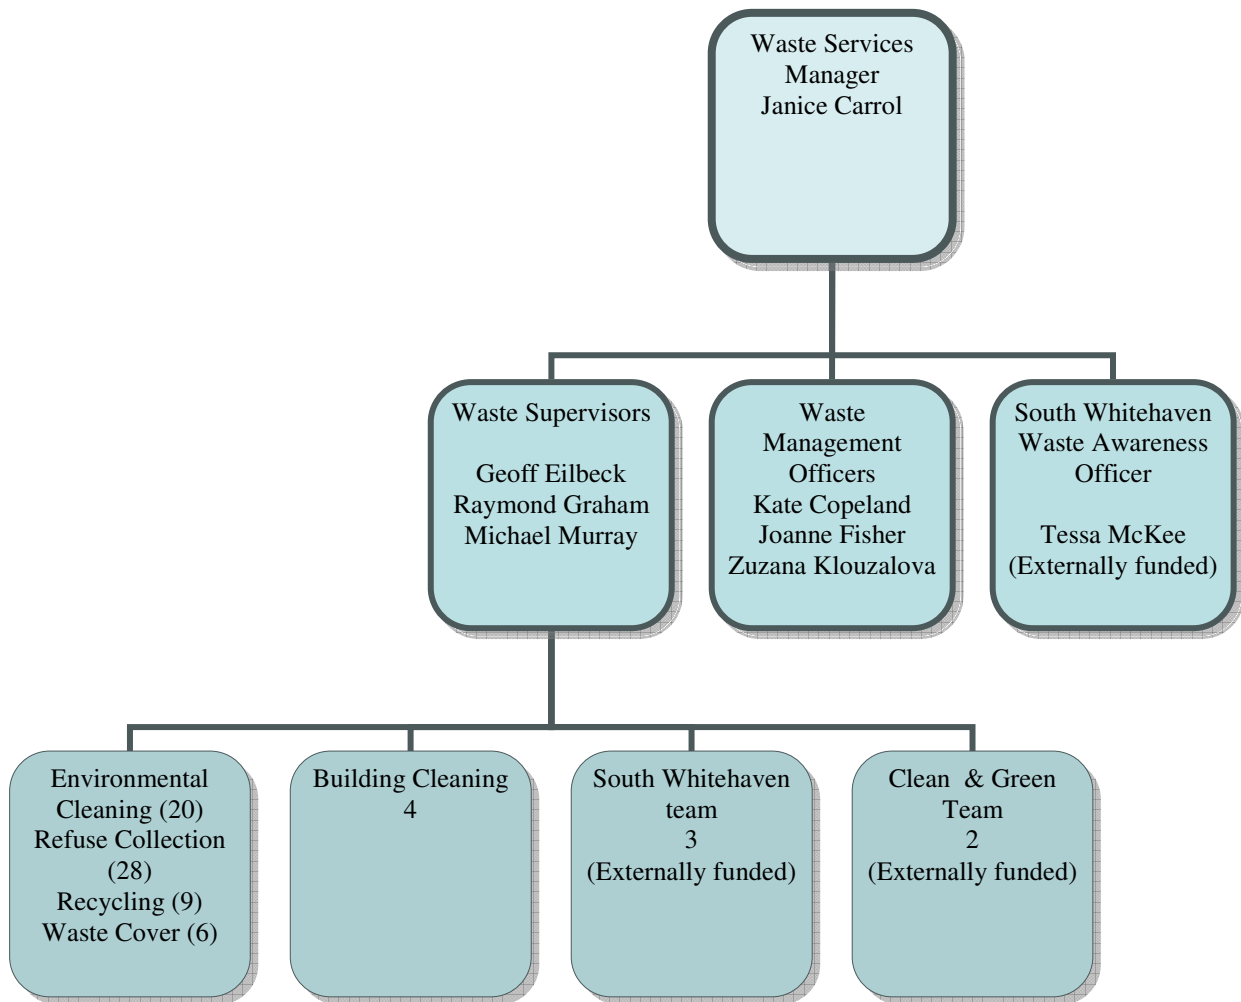 Waste Services
Manager
Janice Carrol
Waste Supervisors
Geoff Eilbeck
Raymond Graham
Michael Murray
Waste
Management
Officers
Kate Copeland
Joanne Fisher
Zuzana Klouzalova
South Whitehaven
Waste Awareness
Officer
Tessa McKee
(Externally funded)
Environmental
Cleaning (20)
Refuse Collection
(28)
Recycling (9)
Waste Cover (6)
Building Cleaning
4
South Whitehaven
team
3
(Externally funded)
Clean & Green
Team
2
(Externally funded)